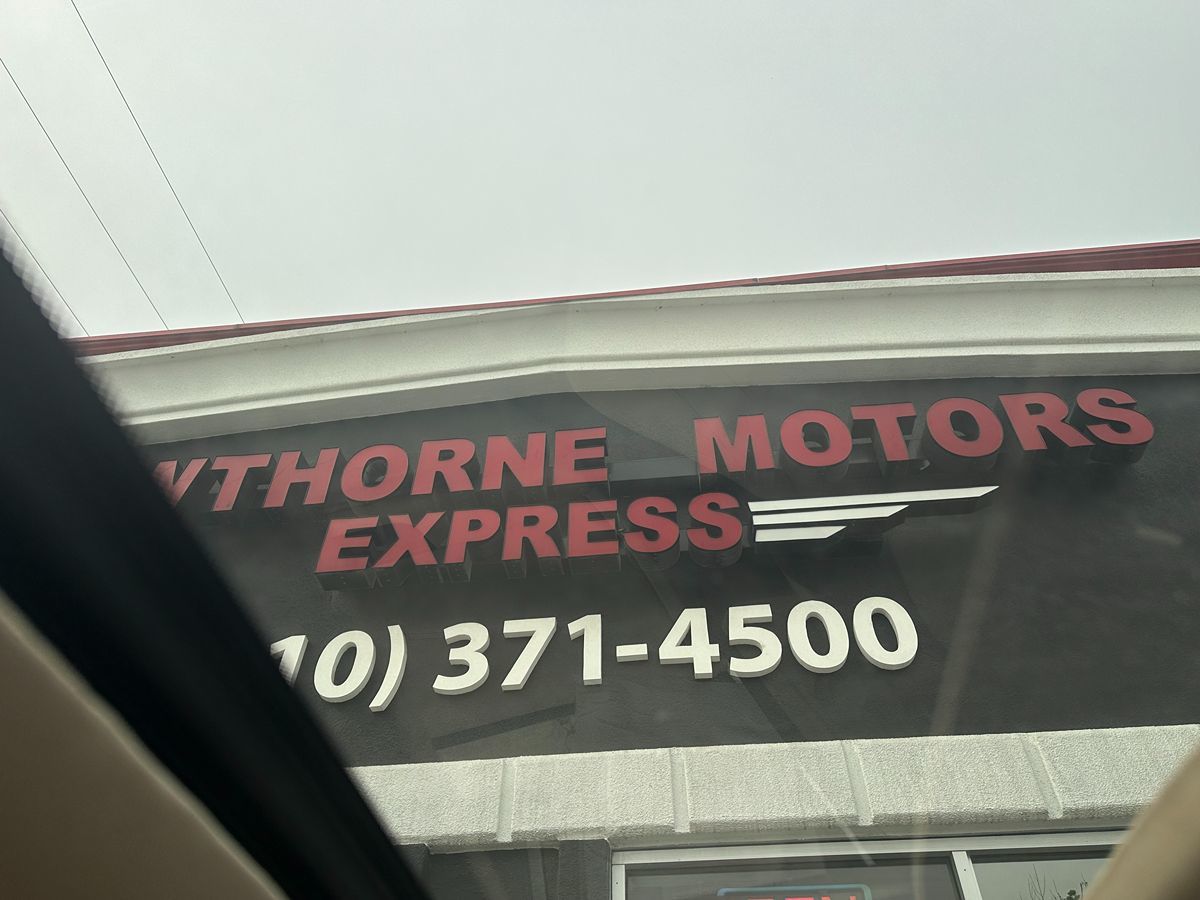 WTHORNE MOTORS
EXPRESS
10) 371-4500